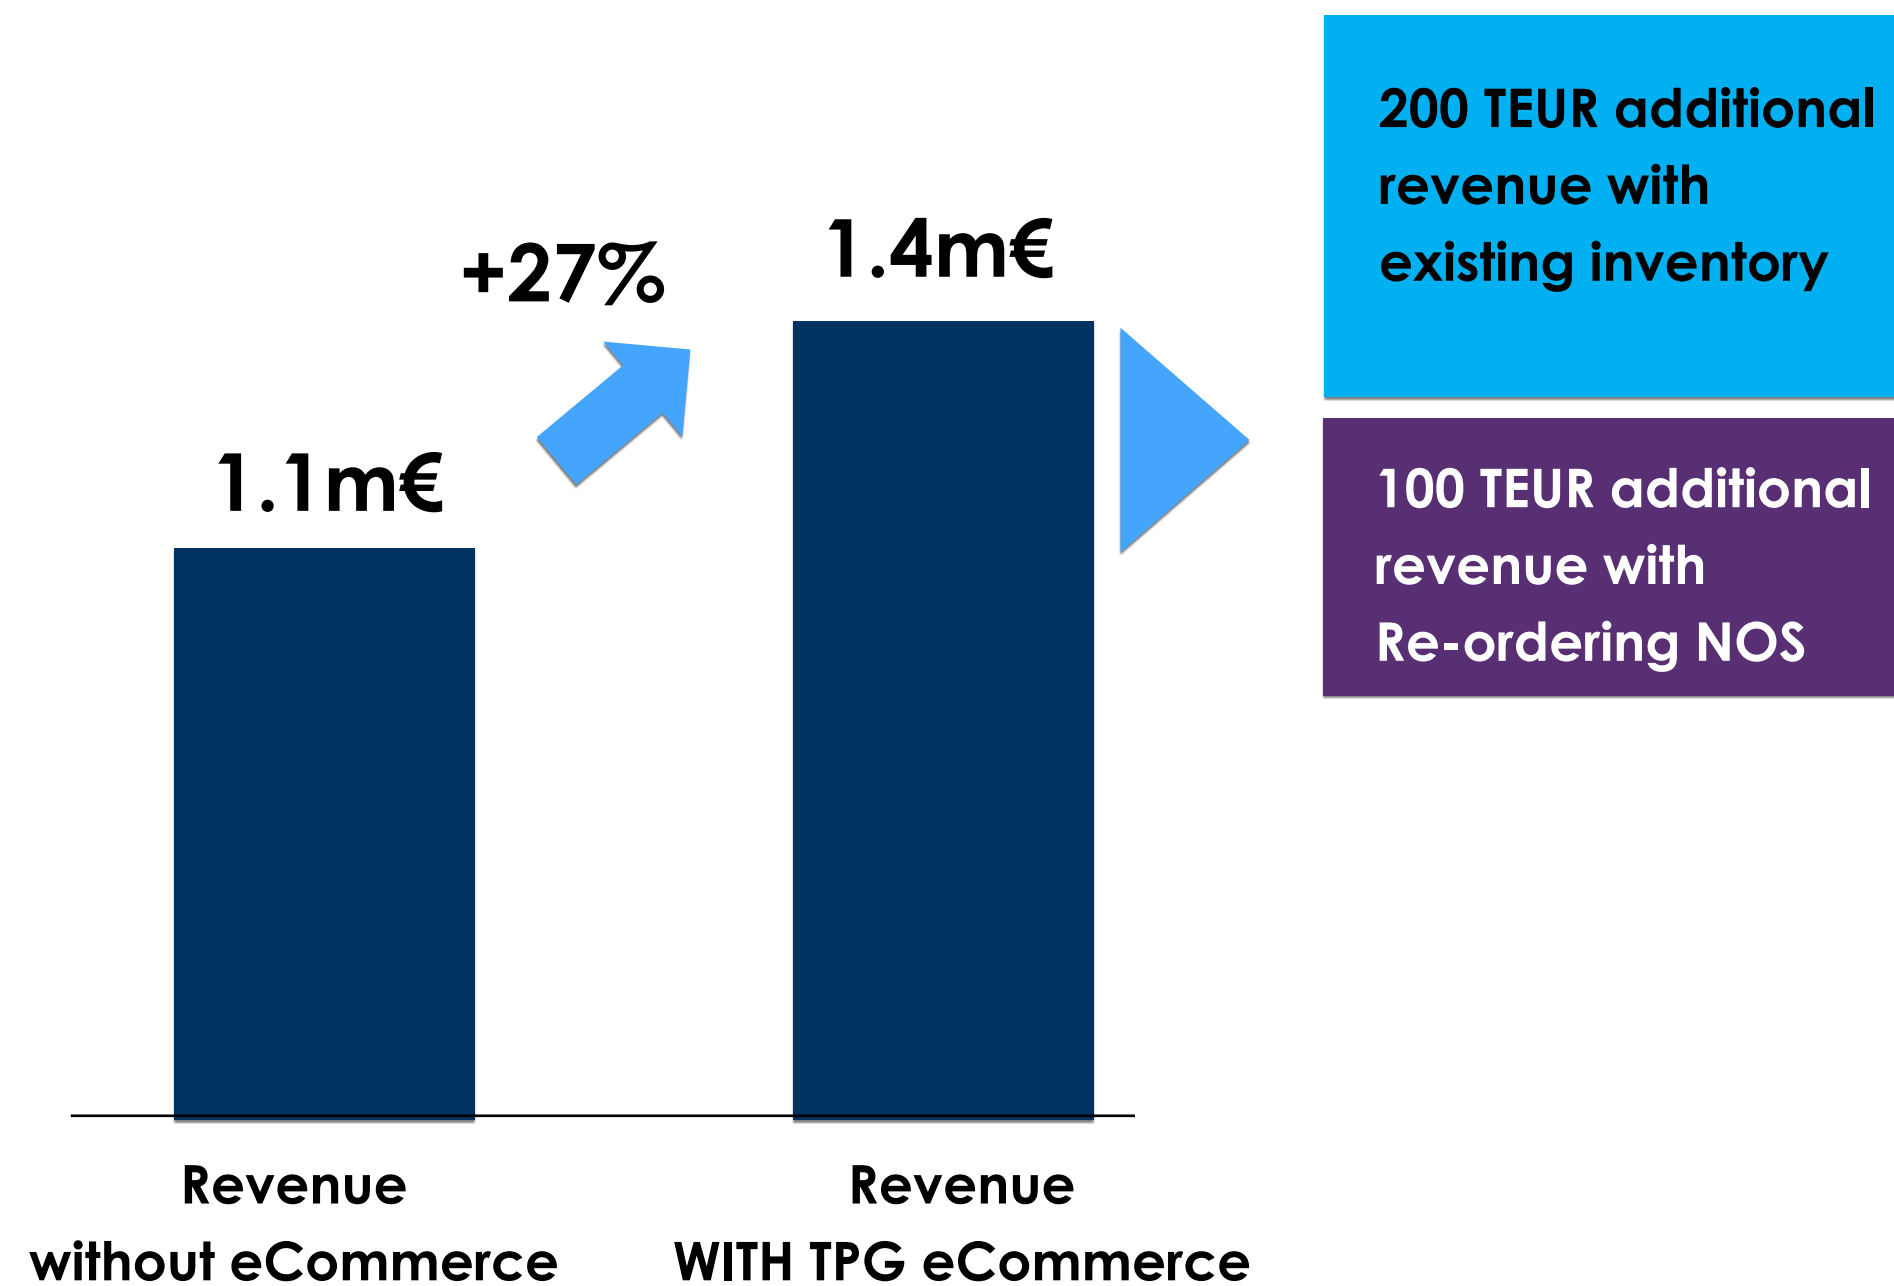 200 TEUR additional
revenue with
existing inventory
+27%
1.4m€
1.1m€
100 TEUR additional
revenue with
Re-ordering NOS
Revenue
without eCommerce
Revenue
WITH TPG eCommerce